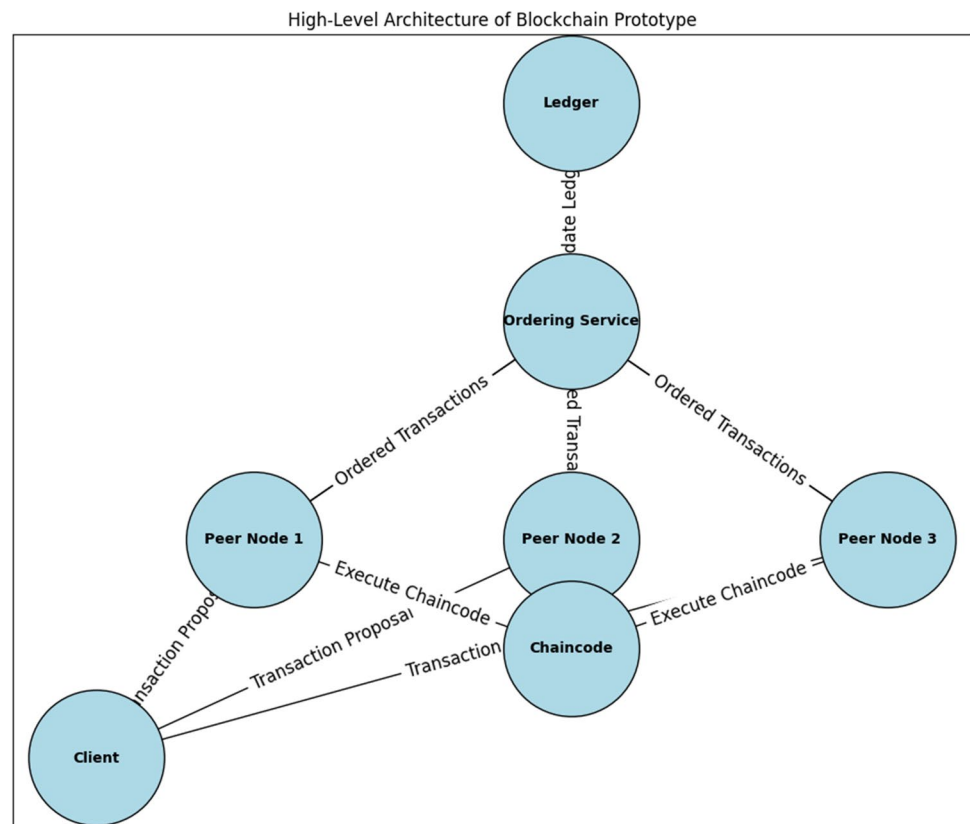 High-Level Architecture of Blockchain Prototype
Ledger
date Ledg
Ordering Service
Ordered Transactions
ed Transa
Ordered Transactions
Peer Node 1
Peer Node 2
Peer Node 3
Execute Chaincode
Execute Chaincode
nsaction Propos
Transaction Proposal
Transaction
Chaincode
Client